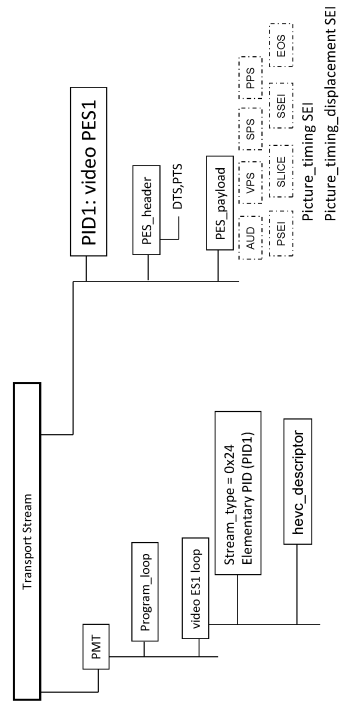 Transport Stream
PMT
Program_loop
video ES1 loop
Stream_type = 0x24
Elementary PID (PID1)
hevc_descriptor
PID1: video PES1
PES_header
DTS,PTS
PES_payload
AUD
VPS
SPS
PPS
PSEI
SLICE
SSEI
EOS
Picture_timing SEI
Picture_timing_displacement SEI